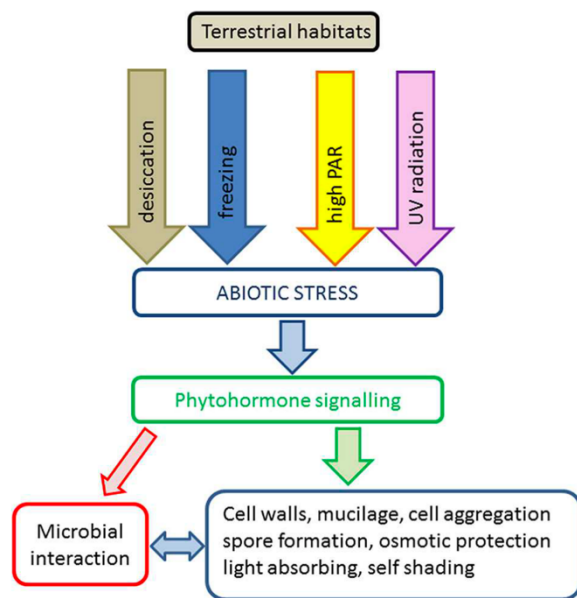 Terrestrial habitats
desiccation
freezing
high PAR
UV radiation
ABIOTIC STRESS
Phytohormone signalling
Microbial
interaction
Cell walls, mucilage, cell aggregation
spore formation, osmotic protection
light absorbing, self shading